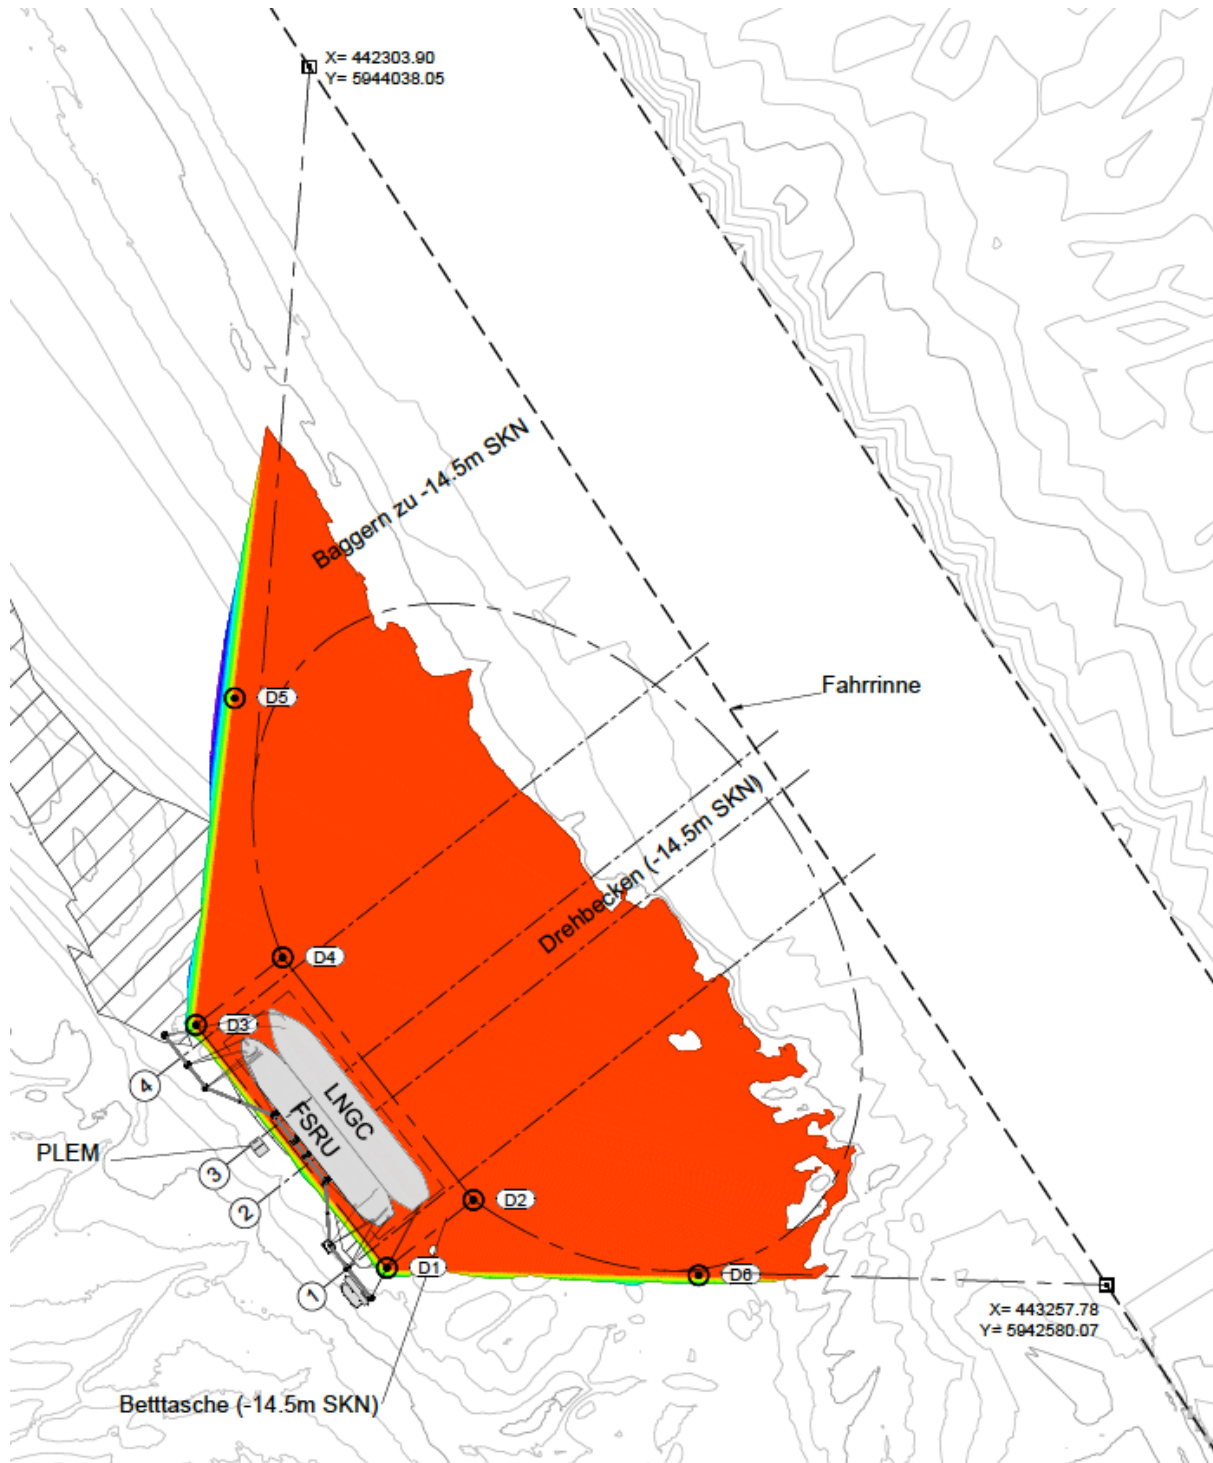 X= 442303.90
Y= 5944038.05
Baggern zu -14.5m SKN
Fahrrinne
D5
Drehbecken (-14.5m SKN)
D4
D3
4
LNGC
FSRU
PLEM
3
2
D2
D1
D6
1
X= 443257.78
Y= 5942580.07
Betttasche (-14.5m SKN)